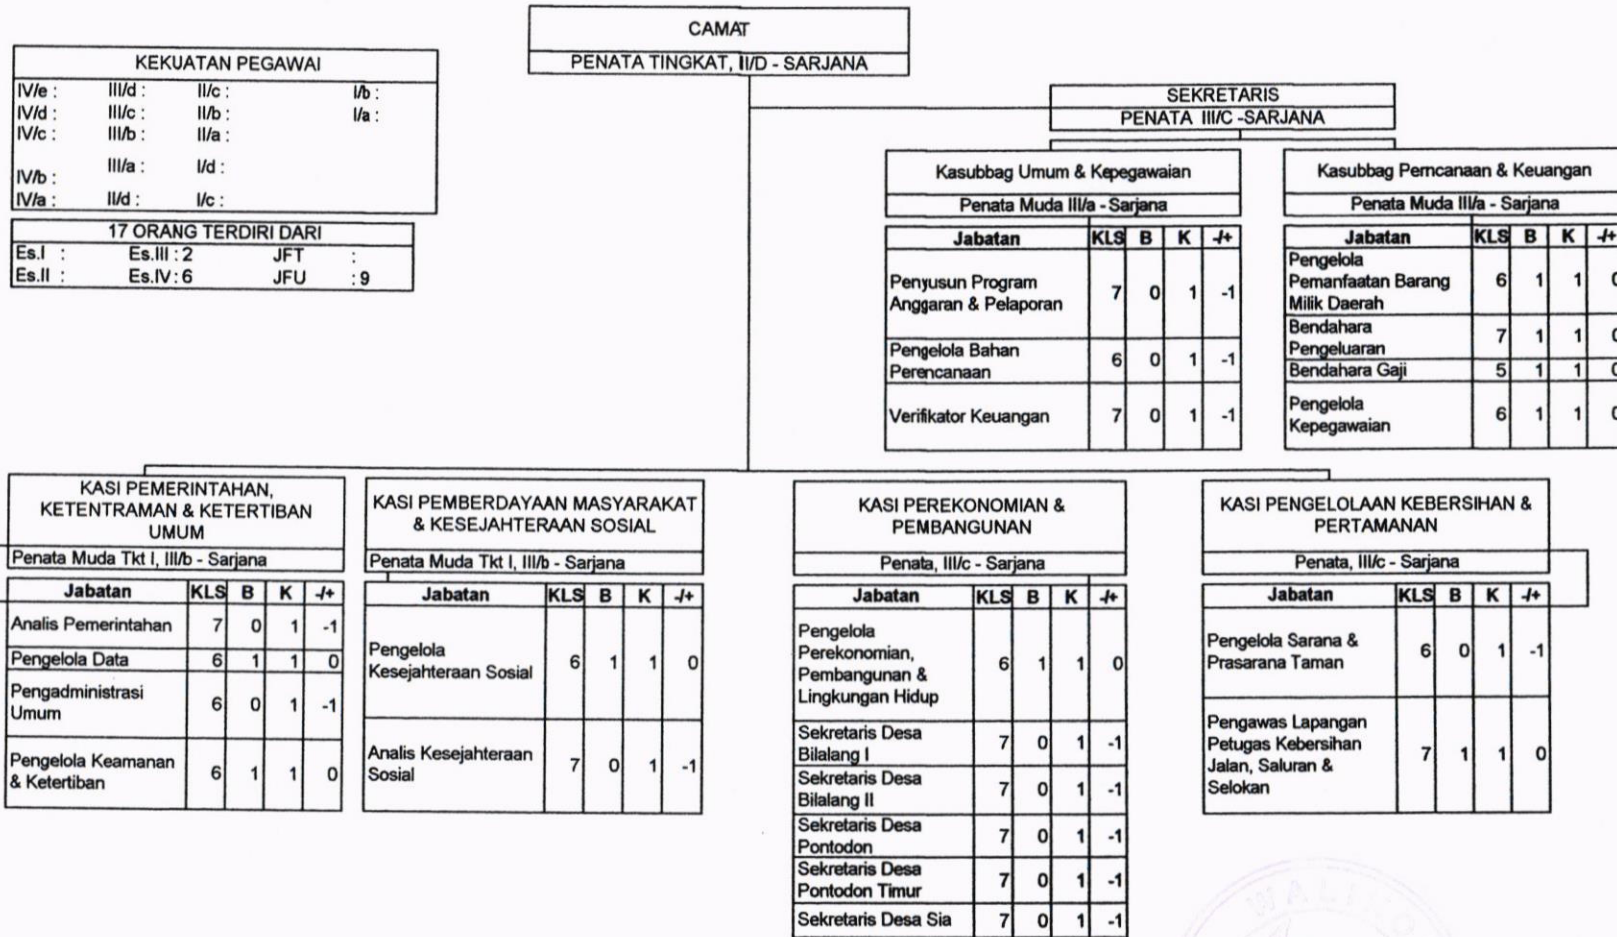 CAMAT
PENATA TINGKAT, II/D - SARJANA
KEKUATAN PEGAWAI
IV/e : III/d : II/c : I/b :
IV/d : III/c : II/b : I/a :
IV/c : III/b : II/a :
III/a : I/d :
IV/b :
IV/a : II/d : I/c :
17 ORANG TERDIRI DARI
Es.I : Es.III : 2 JFT :
Es.II : Es.IV : 6 JFU : 9
SEKRETARIS
PENATA III/C -SARJANA
Kasubbag Umum & Kepegawaian
Penata Muda III/a - Sarjana
Jabatan KLS B K -/+
Penyusun Program
Anggaran & Pelaporan 7 0 1 -1
Pengelola Bahan
Perencanaan 6 0 1 -1
Verifikator Keuangan 7 0 1 -1
Kasubbag Perncanaan & Keuangan
Penata Muda III/a - Sarjana
Jabatan KLS B K -/+
Pengelola
Pemanfaatan Barang 6 1 1 0
Milik Daerah
Bendahara
Pengeluaran 7 1 1 0
Bendahara Gaji 5 1 1 0
Pengelola
Kepegawaian 6 1 1 0
KASI PEMERINTAHAN,
KETENTRAMAN & KETERTIBAN
UMUM
Penata Muda Tkt I, III/b - Sarjana
Jabatan KLS B K -/+
Analis Pemerintahan 7 0 1 -1
Pengelola Data 6 1 1 0
Pengadministrasi
Umum 6 0 1 -1
Pengelola Keamanan
& Ketertiban 6 1 1 0
KASI PEMBERDAYAAN MASYARAKAT
& KESEJAHTERAAN SOSIAL
Penata Muda Tkt I, III/b - Sarjana
Jabatan KLS B K -/+
Pengelola
Kesejahteraan Sosial 6 1 1 0
Analis Kesejahteraan
Sosial 7 0 1 -1
KASI PEREKONOMIAN &
PEMBANGUNAN
Penata, III/c - Sarjana
Jabatan KLS B K -/+
Pengelola
Perekonomian,
Pembangunan & 6 1 1 0
Lingkungan Hidup
Sekretaris Desa
Bilalang I 7 0 1 -1
Sekretaris Desa
Bilalang II 7 0 1 -1
Sekretaris Desa
Pontodon 7 0 1 -1
Sekretaris Desa
Pontodon Timur 7 0 1 -1
Sekretaris Desa Sia 7 0 1 -1
KASI PENGELOLAAN KEBERSIHAN &
PERTAMANAN
Penata, III/c - Sarjana
Jabatan KLS B K -/+
Pengelola Sarana &
Prasarana Taman 6 0 1 -1
Pengawas Lapangan
Petugas Kebersihan
Jalan, Saluran & 7 1 1 0
Selokan